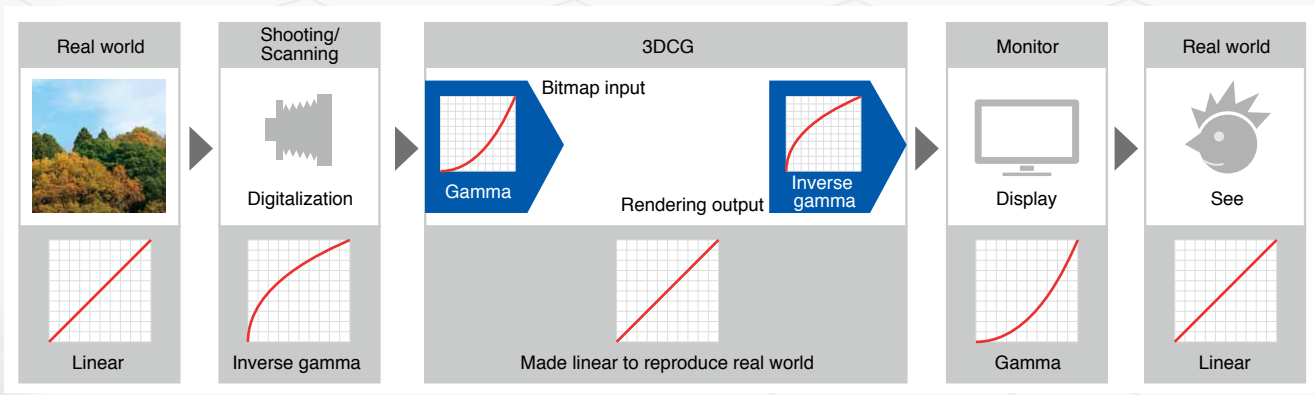 Real world
Shooting/
Scanning
3DCG
Monitor
Real world
Bitmap input
Gamma
Digitalization
Rendering output
Inverse
gamma
Display
See
Linear
Inverse gamma
Made linear to reproduce real world
Gamma
Linear